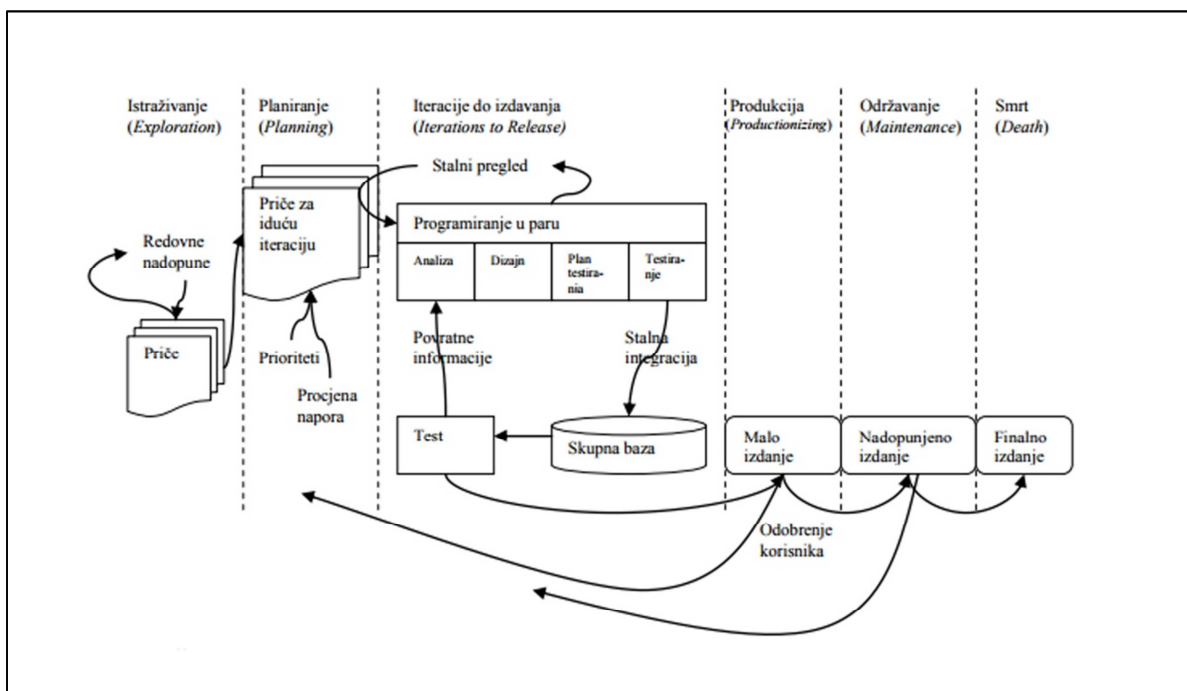 Istraživanje
(Exploration)
Planiranje
(Planning)
Iteracije do izdavanja
(Iterations to Release)
Produkcija
(Productionizing)
Održavanje
(Maintenance)
Smrt
(Death)
Stalni pregled
Priče za
iduću
iteraciju
Programiranje u paru
Redovne
nadopune
Analiza
Dizajn
Plan
testira-
nia
Testira-
nje
Priče
Prioriteti
Procjena
napora
Povratne
informacije
Stalna
integracija
Test
Skupna baza
Malo
izdanje
Nadopunjeno
izdanje
Finalno
izdanje
Odobrenje
korisnika